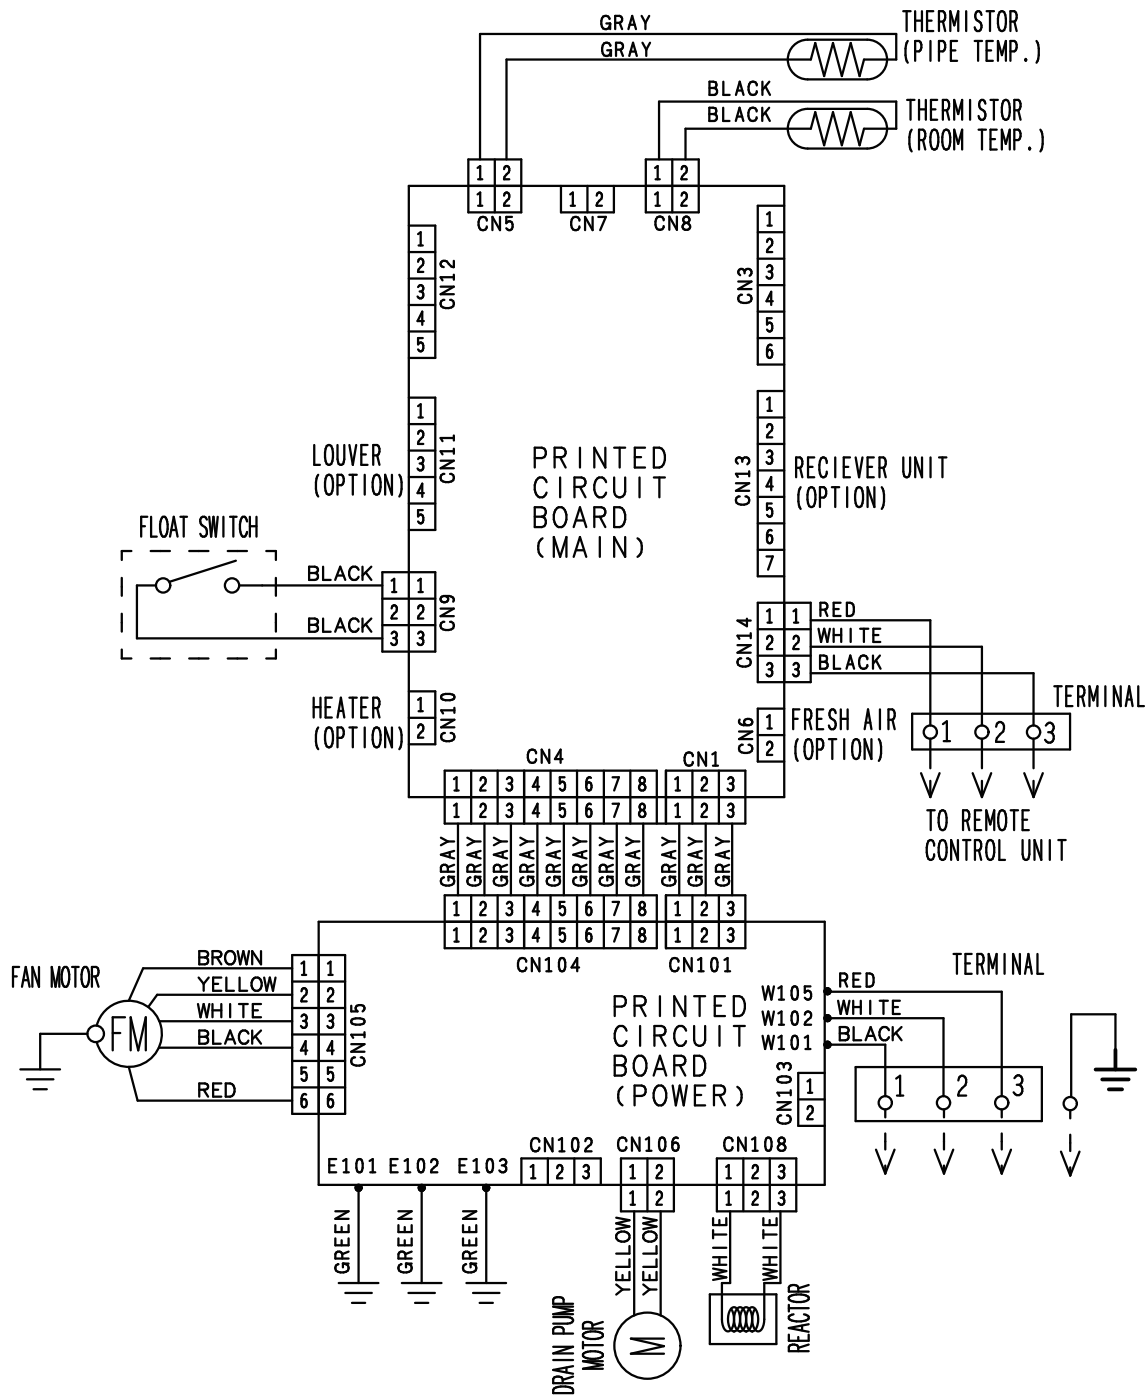 GRAY
THERMISTOR
(PIPE TEMP.)
GRAY
BLACK
THERMISTOR
(ROOM TEMP.)
BLACK
1 2
1 2
CN5
1 2
CN7
1 2
1 2
CN8
1
2
3
4
5
CN12
1
2
3
4
5
6
CN3
LOUVER
(OPTION)
1
2
3
4
5
CN11
PRINTED
CIRCUIT
BOARD
(MAIN)
1
2
3
4
5
6
7
CN13
RECIEVER UNIT
(OPTION)
FLOAT SWITCH
BLACK
BLACK
1 1
2 2
3 3
CN9
CN14
1 1
2 2
3 3
RED
WHITE
BLACK
TERMINAL
1 2 3
TO REMOTE
CONTROL UNIT
HEATER
(OPTION)
1
2
CN10
CN6
1
2
FRESH AIR
(OPTION)
CN4
1 2 3 4 5 6 7 8
1 2 3 4 5 6 7 8
CN1
1 2 3
1 2 3
GRAY GRAY GRAY GRAY GRAY GRAY GRAY GRAY
GRAY GRAY GRAY
1 2 3 4 5 6 7 8
1 2 3 4 5 6 7 8
CN104
1 2 3
1 2 3
CN101
FAN MOTOR
FM
BROWN
YELLOW
WHITE
BLACK
RED
1 1
2 2
3 3
4 4
5 5
6 6
CN105
PRINTED
CIRCUIT
BOARD
(POWER)
W105
W102
W101
RED
WHITE
BLACK
TERMINAL
1 2 3
CN103
1
2
E101 E102 E103
GREEN
GREEN
GREEN
CN102
1 2 3
CN106
1 2
1 2
YELLOW
YELLOW
DRAIN PUMP
MOTOR
M
CN108
1 2 3
1 2 3
WHITE
WHITE
REACTOR